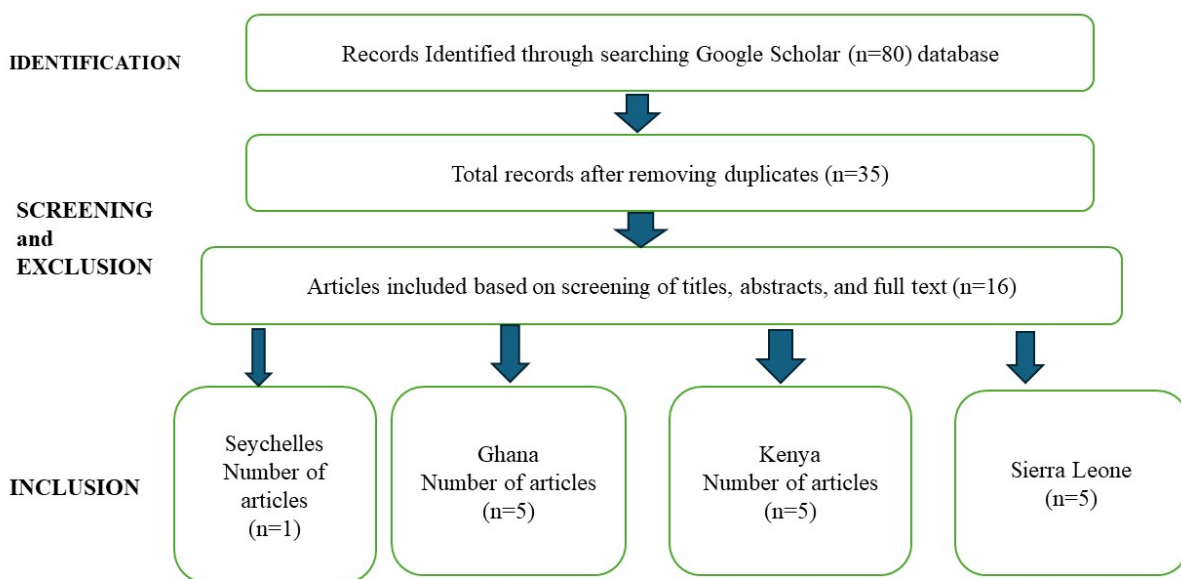 IDENTIFICATION
Records Identified through searching Google Scholar (n=80) database
Total records after removing duplicates (n=35)
SCREENING
and
EXCLUSION
Articles included based on screening of titles, abstracts, and full text (n=16)
INCLUSION
Seychelles
Number of
articles
(n=1)
Ghana
Number of articles
(n=5)
Kenya
Number of articles
(n=5)
Sierra Leone
(n=5)